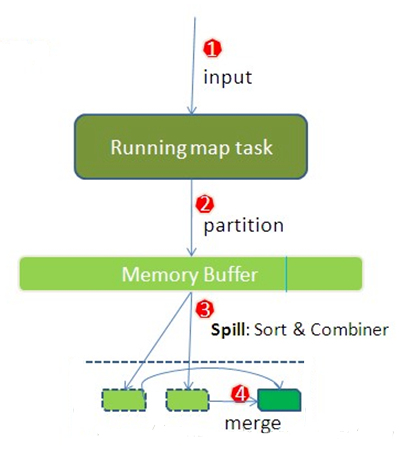 1
input
Running map task
2
partition
Memory Buffer
3
Spill: Sort & Combiner
4
merge